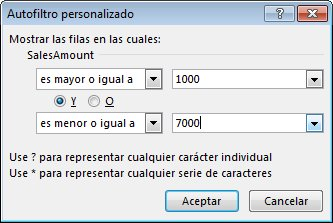 Autofiltro personalizado
Mostrar las filas en las cuales:
SalesAmount
es mayor o igual a 1000
Y O
es menor o igual a 7000
Use ? para representar cualquier carácter individual
Use * para representar cualquier serie de caracteres
Aceptar Cancelar